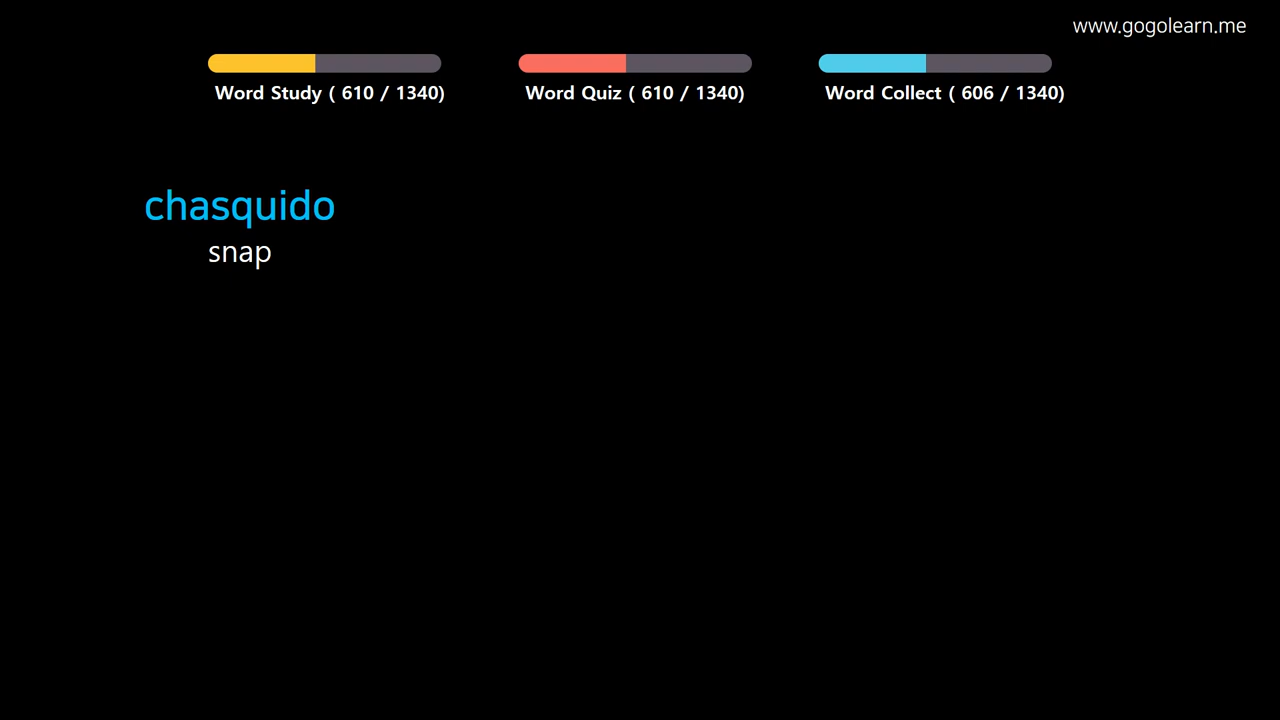 www.gogolearn.me
Word Study ( 610 / 1340)
Word Quiz ( 610 / 1340)
Word Collect ( 606 / 1340)
chasquido
snap